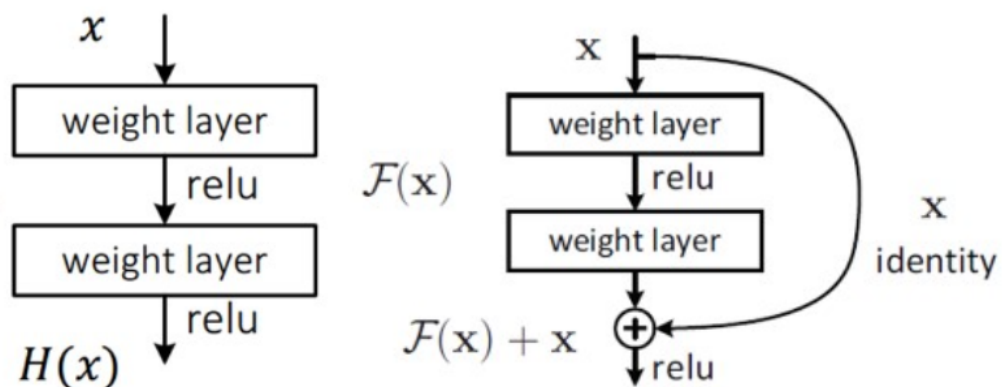 x
weight layer
relu
weight layer
relu
H(x)
x
weight layer
F(x)
relu
weight layer
x
identity
F(x) + x
+
relu